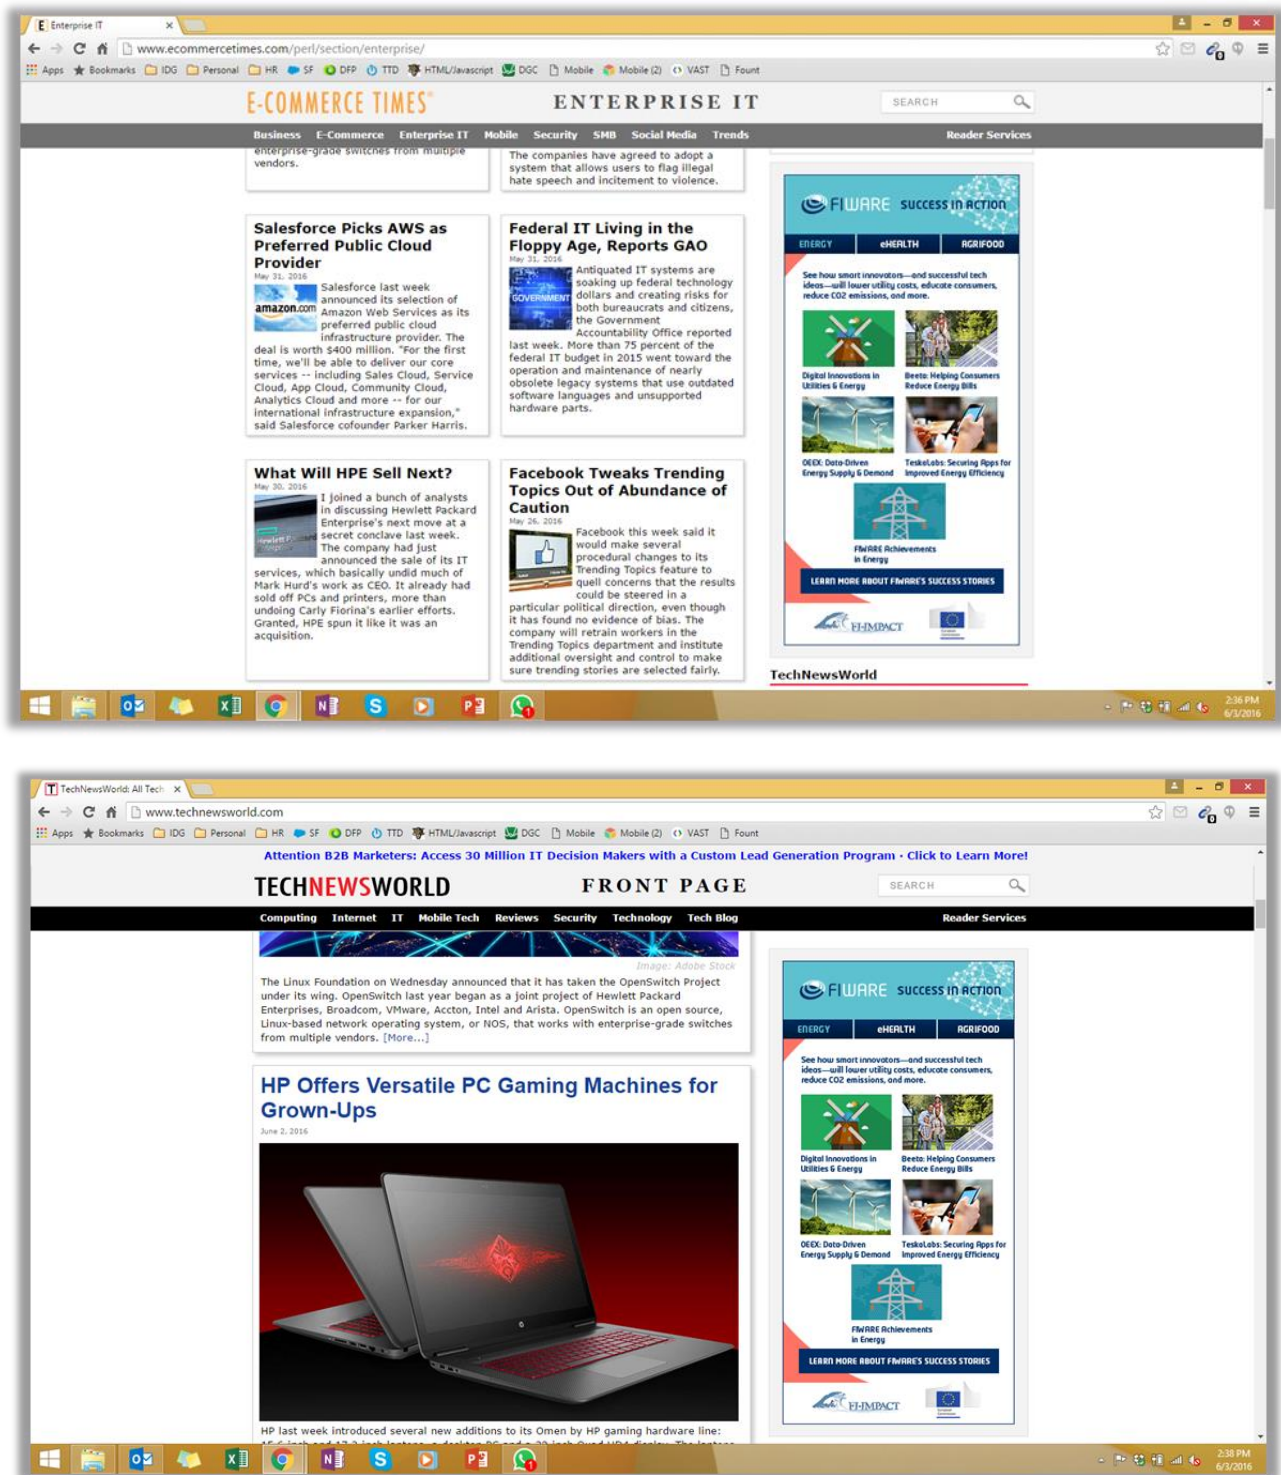 Enterprise IT
www.ecommercetimes.com/perl/section/enterprise/
Apps Bookmarks IDG Personal HR SF DFP TTD HTML/Javascript DGC Mobile Mobile (2) VAST Fount
E-COMMERCE TIMES
ENTERPRISE IT
SEARCH
Business E-Commerce Enterprise IT Mobile Security SMB Social Media Trends
Reader Services
enterprise-grade switches from multiple
vendors.
The companies have agreed to adopt a
system that allows users to flag illegal
hate speech and incitement to violence.
Salesforce Picks AWS as
Preferred Public Cloud
Provider
May 31, 2016
amazon.com
Salesforce last week
announced its selection of
Amazon Web Services as its
preferred public cloud
infrastructure provider. The
deal is worth $400 million. "For the first
time, we'll be able to deliver our core
services -- including Sales Cloud, Service
Cloud, App Cloud, Community Cloud,
Analytics Cloud and more -- for our
international infrastructure expansion,"
said Salesforce cofounder Parker Harris.
Federal IT Living in the
Floppy Age, Reports GAO
May 31, 2016
GOVERNMENT
Antiquated IT systems are
soaking up federal technology
dollars and creating risks for
both bureaucrats and citizens,
the Government
Accountability Office reported
last week. More than 75 percent of the
federal IT budget in 2015 went toward the
operation and maintenance of nearly
obsolete legacy systems that use outdated
software languages and unsupported
hardware parts.
What Will HPE Sell Next?
May 30, 2016
I joined a bunch of analysts
in discussing Hewlett Packard
Enterprise's next move at a
secret conclave last week.
The company had just
announced the sale of its IT
services, which basically undid much of
Mark Hurd's work as CEO. It already had
sold off PCs and printers, more than
undoing Carly Fiorina's earlier efforts.
Granted, HPE spun it like it was an
acquisition.
Facebook Tweaks Trending
Topics Out of Abundance of
Caution
May 26, 2016
Facebook this week said it
would make several
procedural changes to its
Trending Topics feature to
quell concerns that the results
could be steered in a
particular political direction, even though
it has found no evidence of bias. The
company will retrain workers in the
Trending Topics department and institute
additional oversight and control to make
sure trending stories are selected fairly.
FIWARE SUCCESS IN ACTION
ENERGY eHEALTH AGRIFOOD
See how smart innovators—and successful tech
ideas—will lower utility costs, educate consumers,
reduce CO2 emissions, and more.
Digital Innovations in
Utilities & Energy
Beeta: Helping Consumers
Reduce Energy Bills
OEEX: Data-Driven
Energy Supply & Demand
TeskaLabs: Securing Apps for
Improved Energy Efficiency
FIWARE Achievements
in Energy
LEARN MORE ABOUT FIWARE'S SUCCESS STORIES
FI-IMPACT
TechNewsWorld
2:36 PM
6/3/2016
TechNewsWorld: All Tech
www.technewsworld.com
Apps Bookmarks IDG Personal HR SF DFP TTD HTML/Javascript DGC Mobile Mobile (2) VAST Fount
Attention B2B Marketers: Access 30 Million IT Decision Makers with a Custom Lead Generation Program · Click to Learn More!
TECHNEWSWORLD
FRONT PAGE
SEARCH
Computing Internet IT Mobile Tech Reviews Security Technology Tech Blog
Reader Services
Image: Adobe Stock
The Linux Foundation on Wednesday announced that it has taken the OpenSwitch Project
under its wing. OpenSwitch last year began as a joint project of Hewlett Packard
Enterprises, Broadcom, VMware, Accton, Intel and Arista. OpenSwitch is an open source,
Linux-based network operating system, or NOS, that works with enterprise-grade switches
from multiple vendors. [More...]
HP Offers Versatile PC Gaming Machines for
Grown-Ups
June 2, 2016
HP last week introduced several new additions to its Omen by HP gaming hardware line:
FIWARE SUCCESS IN ACTION
ENERGY eHEALTH AGRIFOOD
See how smart innovators—and successful tech
ideas—will lower utility costs, educate consumers,
reduce CO2 emissions, and more.
Digital Innovations in
Utilities & Energy
Beeta: Helping Consumers
Reduce Energy Bills
OEEX: Data-Driven
Energy Supply & Demand
TeskaLabs: Securing Apps for
Improved Energy Efficiency
FIWARE Achievements
in Energy
LEARN MORE ABOUT FIWARE'S SUCCESS STORIES
FI-IMPACT
2:38 PM
6/3/2016